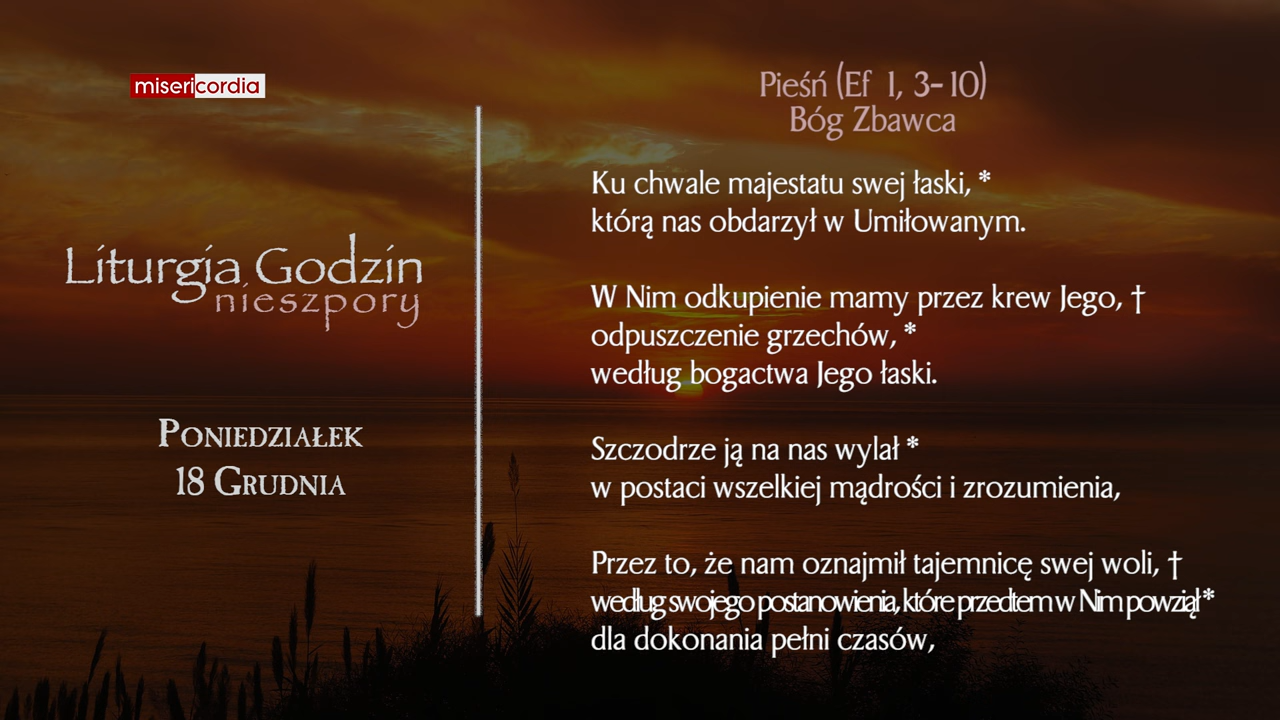 misericordia
Liturgia Godzin
nieszpory
Poniedziałek
18 Grudnia
Pieśń (Ef 1, 3-10)
Bóg Zbawca
Ku chwale majestatu swej łaski, *
którą nas obdarzył w Umiłowanym.
W Nim odkupienie mamy przez krew Jego, †
odpuszczenie grzechów, *
według bogactwa Jego łaski.
Szczodrze ją na nas wylał *
w postaci wszelkiej mądrości i zrozumienia,
Przez to, że nam oznajmił tajemnicę swej woli, †
według swojego postanowienia, które przedtem w Nim powziął *
dla dokonania pełni czasów,